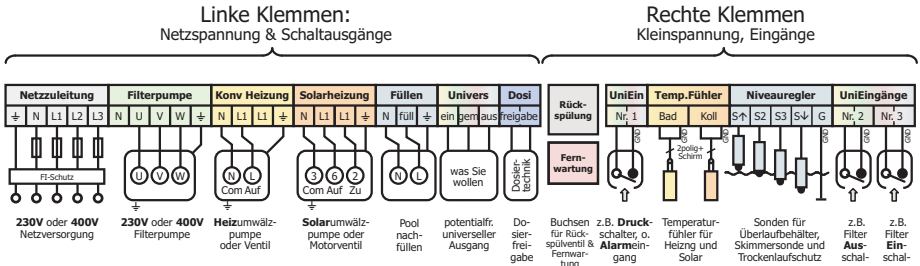 Linke Klemmen:
Netzspannung & Schaltausgänge
Rechte Klemmen
Kleinspannung, Eingänge
Netzzuleitung
⏚ N L1 L2 L3
FI-Schutz
230V oder 400V
Netzversorgung
Filterpumpe
N U V W ⏚
U V W
230V oder 400V
Filterpumpe
Konv Heizung
N L1 L1 ⏚
N L
Com Auf
Heizumwälz-
pumpe
oder Ventil
Solarheizung
N L1 L1 ⏚
3 6 2
Com Auf Zu
Solarumwälz-
pumpe oder
Motorventil
Füllen
N füll ⏚
N L
Pool
nach-
füllen
Univers
ein gem aus
was Sie
wollen
potentialfr.
universeller
Ausgang
Dosi
freigabe
Dosier-
technik
Do-
sier-
frei-
gabe
Rück-
spülung
Fern-
wartung
Buchsen
für Rück-
spülventil &
Fernwar-
tung
UniEin
Nr. 1
GND
z.B. Druck-
schalter, o.
Alarmein-
gang
Temp.Fühler
Bad Koll
GND GND
2polig+
Schirm
Temperatur-
fühler für
Heizng und
Solar
Niveauregler
S↑ S2 S3 S↓ G
Sonden für
Überlaufbehälter,
Skimmersonde und
Trockenlaufschutz
UniEingänge
Nr. 2 Nr. 3
GND GND
z.B.
Filter
Aus-
schal-
z.B.
Filter
Ein-
schal-